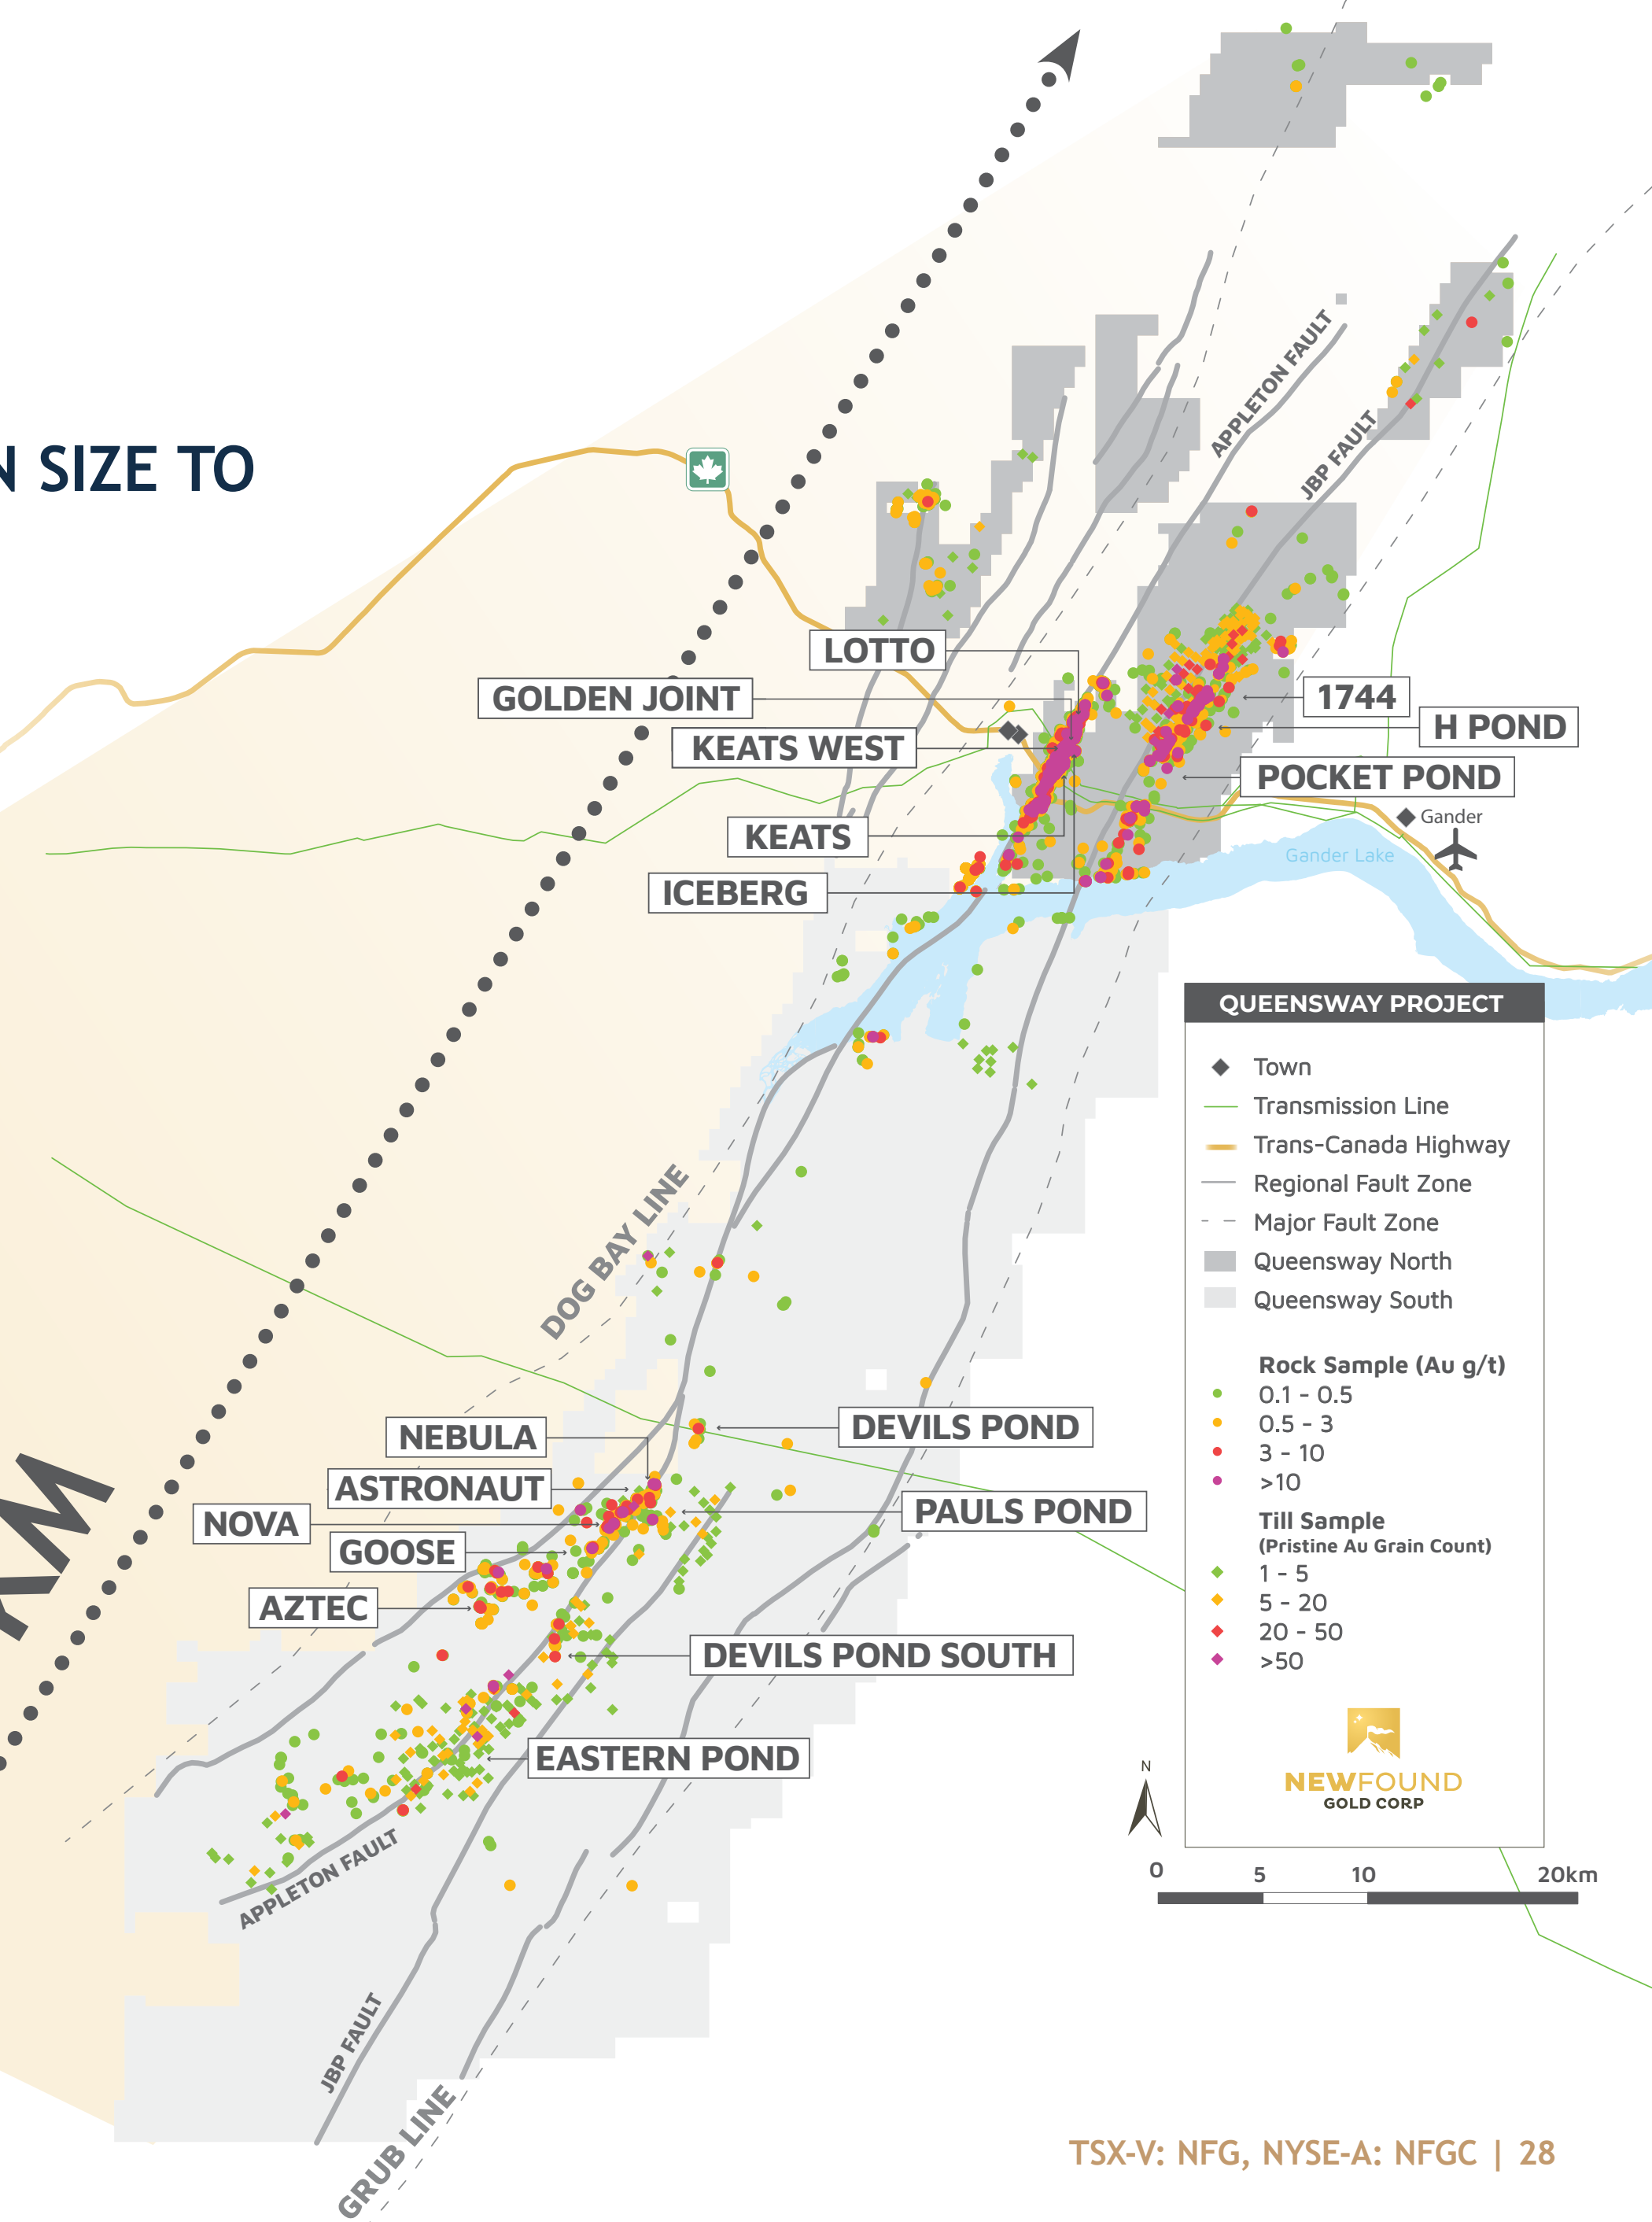 N SIZE TO
KM
APPLETON FAULT
JBP FAULT
LOTTO
GOLDEN JOINT
1744
H POND
KEATS WEST
POCKET POND
Gander
KEATS
Gander Lake
ICEBERG
DOG BAY LINE
QUEENSWAY PROJECT
Town
Transmission Line
Trans-Canada Highway
Regional Fault Zone
Major Fault Zone
Queensway North
Queensway South
Rock Sample (Au g/t)
0.1 - 0.5
0.5 - 3
3 - 10
>10
Till Sample
(Pristine Au Grain Count)
1 - 5
5 - 20
20 - 50
>50
NEWFOUND
GOLD CORP
NEBULA
DEVILS POND
ASTRONAUT
PAULS POND
NOVA
GOOSE
AZTEC
DEVILS POND SOUTH
EASTERN POND
APPLETON FAULT
JBP FAULT
GRUB LINE
N
0 5 10 20km
TSX-V: NFG, NYSE-A: NFGC | 28